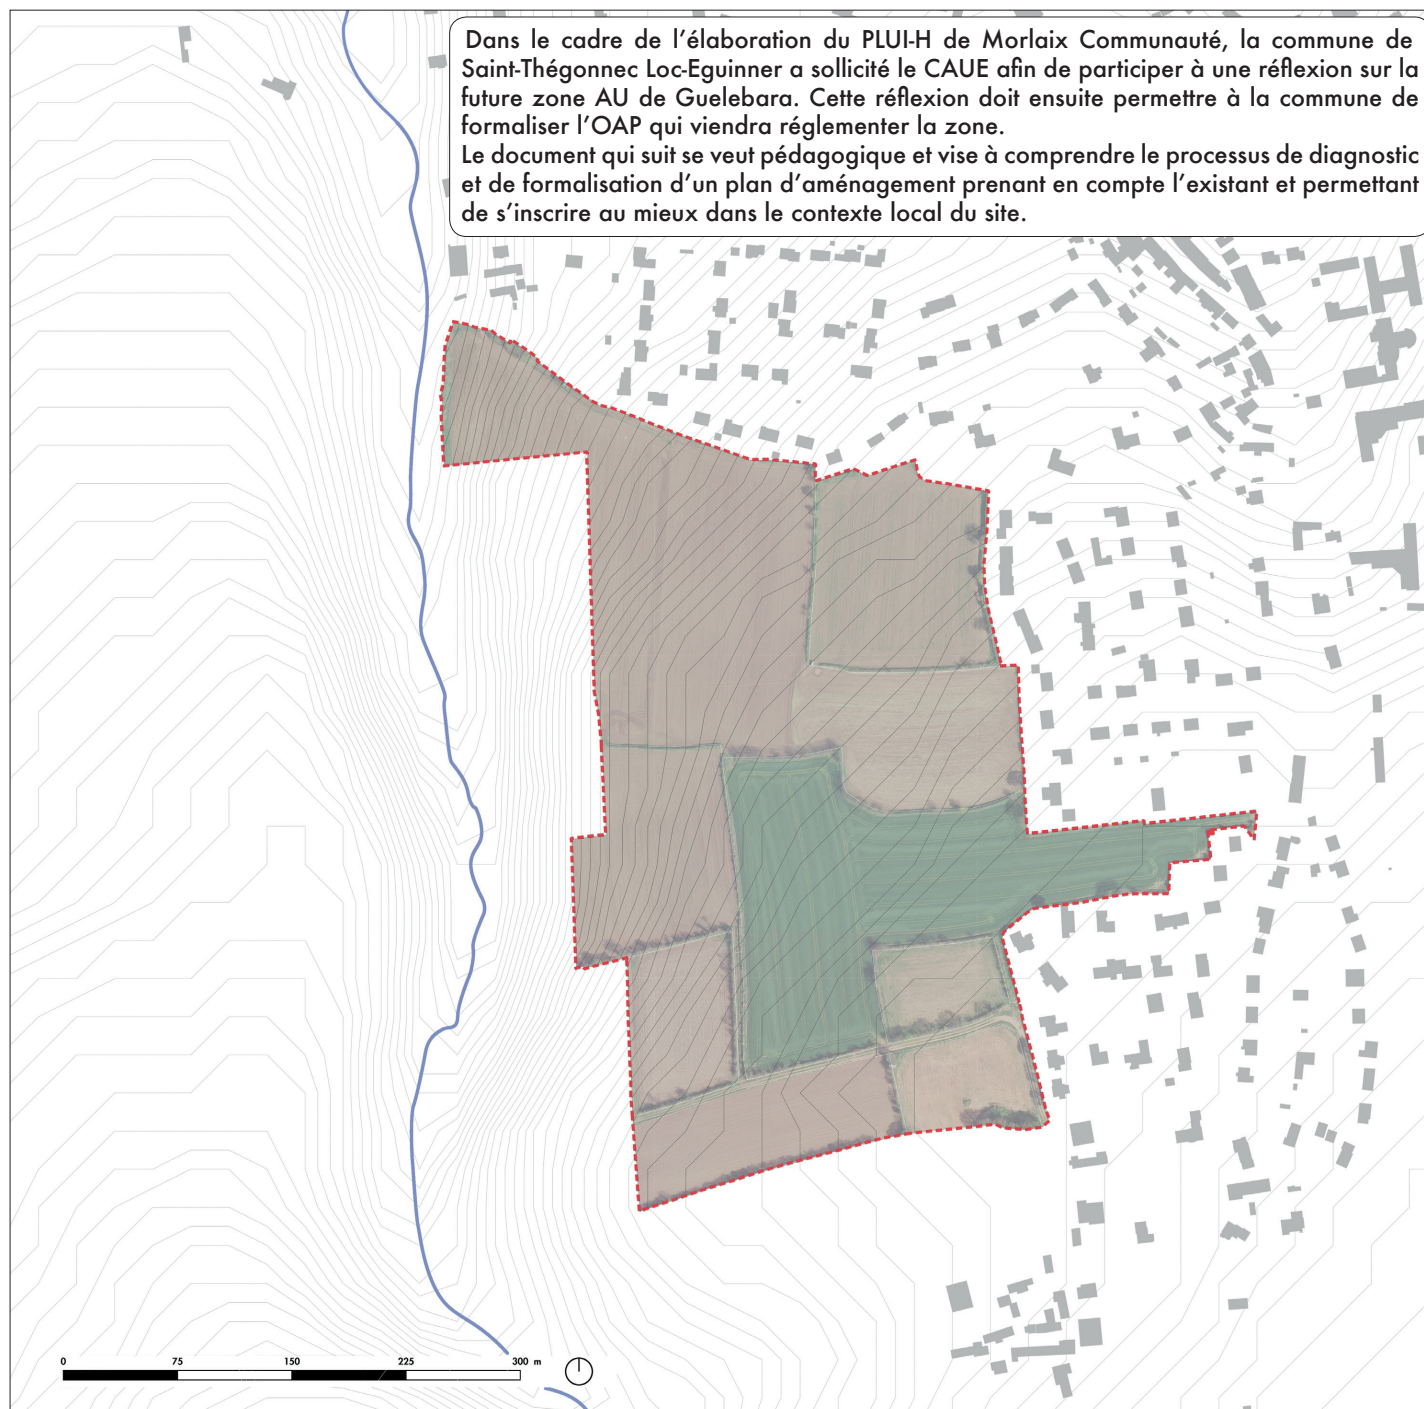 Dans le cadre de l’élaboration du PLUI-H de Morlaix Communauté, la commune de
Saint-Thégonnec Loc-Eguinner a sollicité le CAUE afin de participer à une réflexion sur la
future zone AU de Guelebara. Cette réflexion doit ensuite permettre à la commune de
formaliser l’OAP qui viendra réglementer la zone.
Le document qui suit se veut pédagogique et vise à comprendre le processus de diagnostic
et de formalisation d’un plan d’aménagement prenant en compte l’existant et permettant
de s’inscrire au mieux dans le contexte local du site.
0 75 150 225 300 m